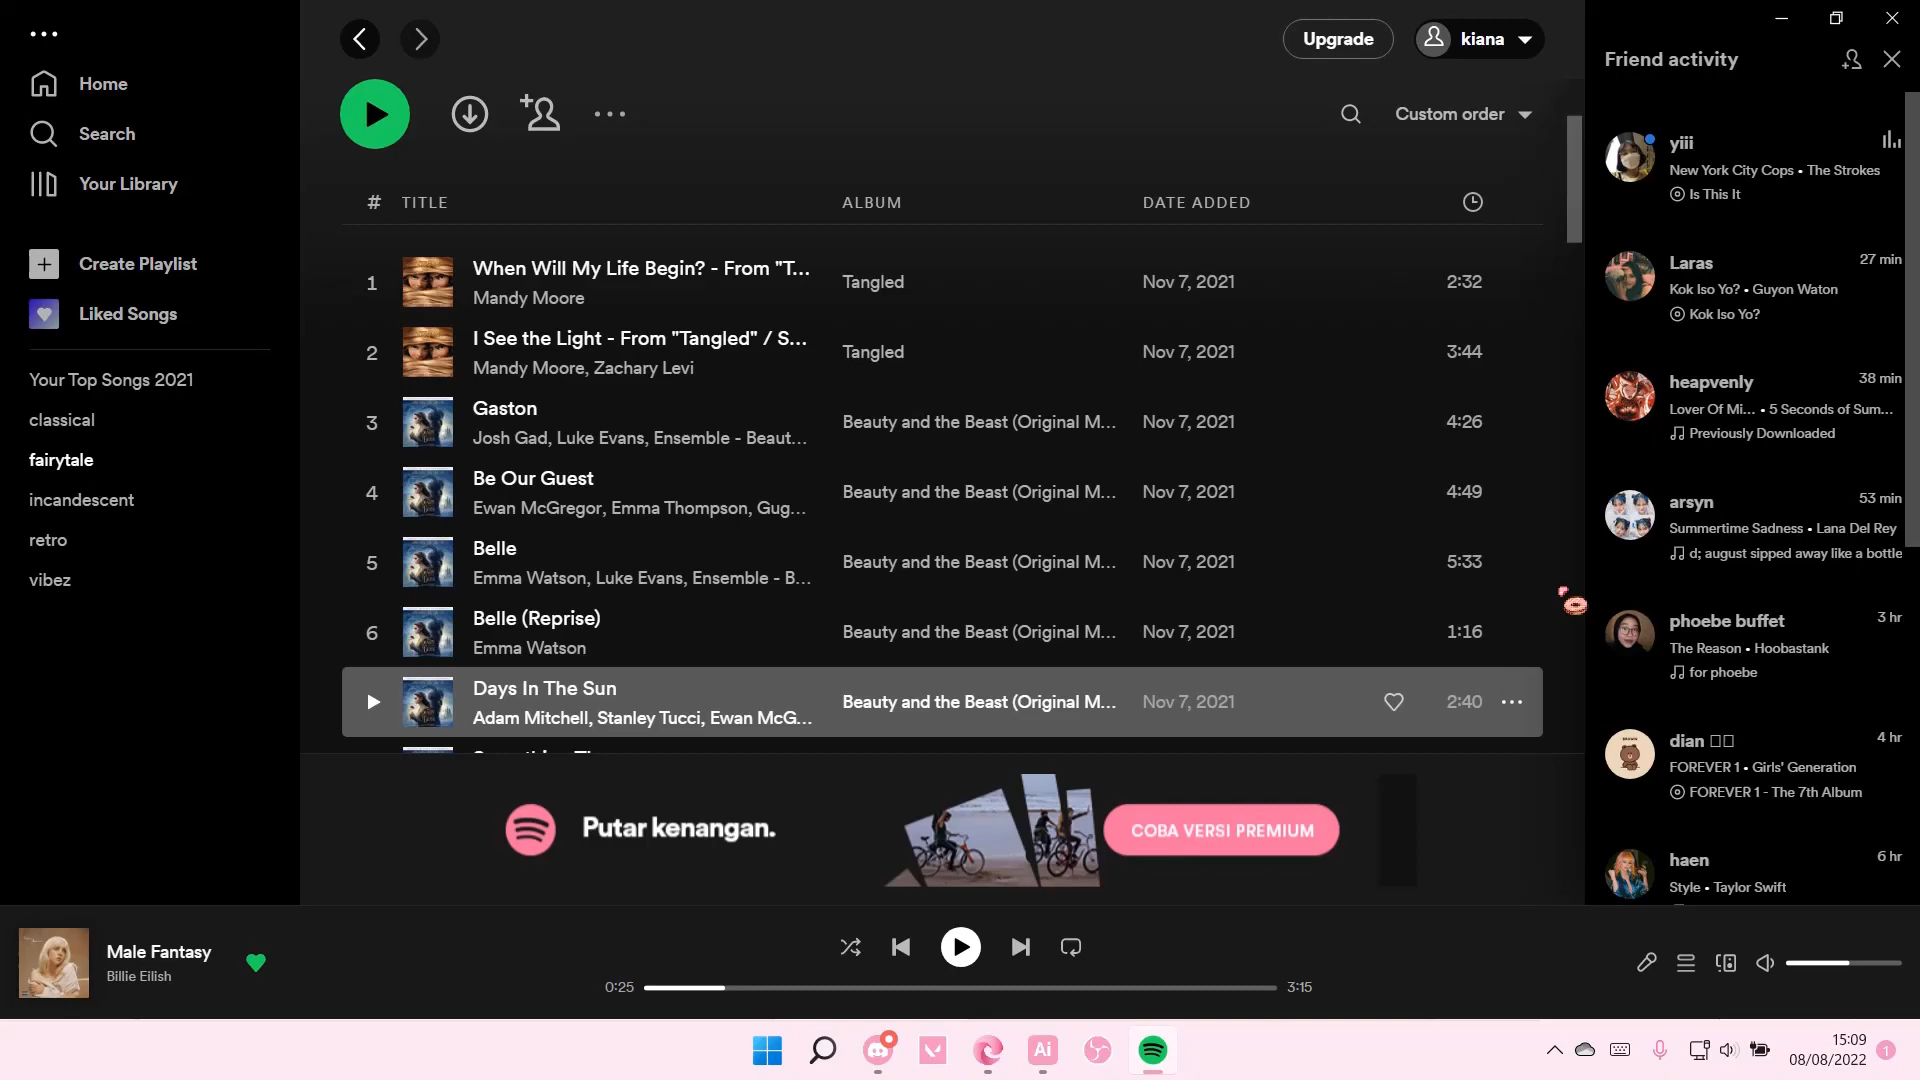 Home
Search
Your Library
Create Playlist
Liked Songs
Your Top Songs 2021
classical
fairytale
incandescent
retro
vibez
Upgrade
kiana
Custom order
# TITLE ALBUM DATE ADDED
1 When Will My Life Begin? - From "T...
Mandy Moore
Tangled Nov 7, 2021 2:32
2 I See the Light - From "Tangled" / S...
Mandy Moore, Zachary Levi
Tangled Nov 7, 2021 3:44
3 Gaston
Josh Gad, Luke Evans, Ensemble - Beaut...
Beauty and the Beast (Original M... Nov 7, 2021 4:26
4 Be Our Guest
Ewan McGregor, Emma Thompson, Gug...
Beauty and the Beast (Original M... Nov 7, 2021 4:49
5 Belle
Emma Watson, Luke Evans, Ensemble - B...
Beauty and the Beast (Original M... Nov 7, 2021 5:33
6 Belle (Reprise)
Emma Watson
Beauty and the Beast (Original M... Nov 7, 2021 1:16
Days In The Sun
Adam Mitchell, Stanley Tucci, Ewan McG...
Beauty and the Beast (Original M... Nov 7, 2021 2:40
Putar kenangan.
COBA VERSI PREMIUM
Friend activity
yiii
New York City Cops • The Strokes
Is This It
Laras 27 min
Kok Iso Yo? • Guyon Waton
Kok Iso Yo?
heapvenly 38 min
Lover Of Mi... • 5 Seconds of Sum...
Previously Downloaded
arsyn 53 min
Summertime Sadness • Lana Del Rey
d; august sipped away like a bottle
phoebe buffet 3 hr
The Reason • Hoobastank
for phoebe
dian 4 hr
FOREVER 1 • Girls' Generation
FOREVER 1 - The 7th Album
haen 6 hr
Style • Taylor Swift
Male Fantasy
Billie Eilish
0:25 3:15
Ai
15:09
08/08/2022
1